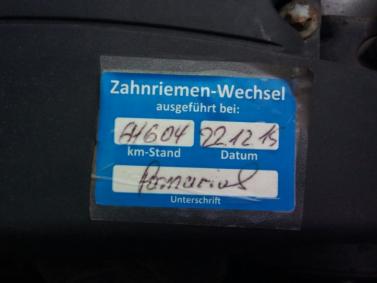 Zahnriemen-Wechsel
ausgeführt bei:
22.12.15
km-Stand Datum
Unterschrift